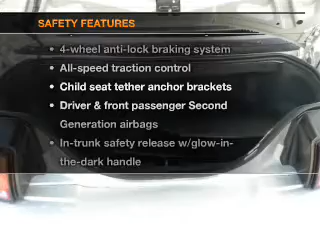 SAFETY FEATURES
• 4-wheel anti-lock braking system
• All-speed traction control
• Child seat tether anchor brackets
• Driver & front passenger Second
Generation airbags
• In-trunk safety release w/glow-in-
the-dark handle